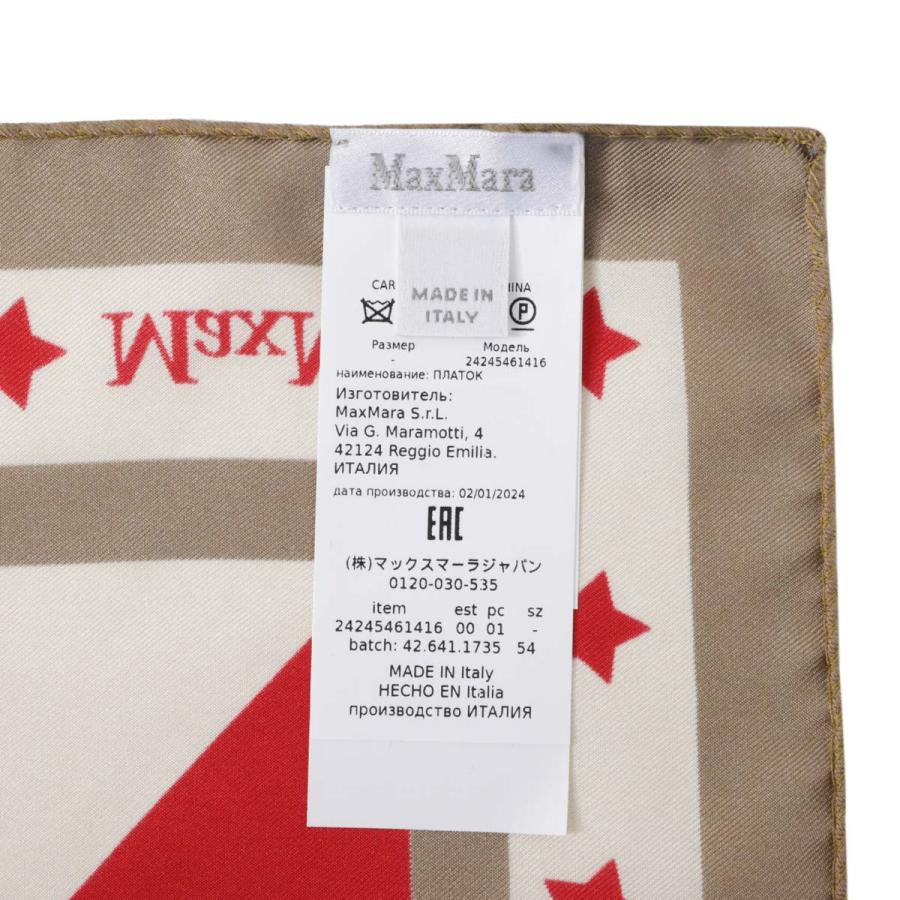 MaxMara
MADE IN
ITALY
Размер Модель
- 24245461416
наименование: ПЛАТОК
Изготовитель:
MaxMara S.r.L.
Via G. Maramotti, 4
42124 Reggio Emilia.
ИТАЛИЯ
дата производства: 02/01/2024
EAC
(株)マックスマーラジャパン
0120-030-535
item est pc sz
24245461416 00 01 -
batch: 42.641.1735 54
MADE IN Italy
HECHO EN Italia
производство ИТАЛИЯ
MaxM